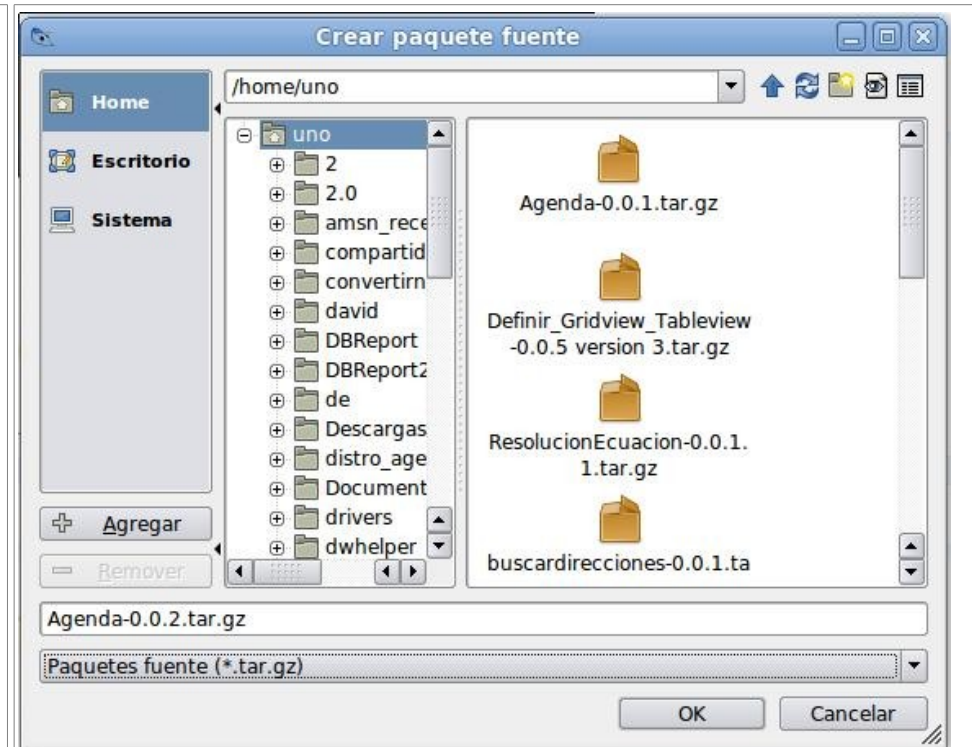 Crear paquete fuente
Home
Escritorio
Sistema
Agregar
Remover
/home/uno
uno
2
2.0
amsn_rece
compartid
convertirn
david
DBReport
DBReport2
de
Descargas
distro_age
Document
drivers
dwhelper
Agenda-0.0.1.tar.gz
Definir_Gridview_Tableview
-0.0.5 version 3.tar.gz
ResolucionEcuacion-0.0.1.
1.tar.gz
buscardirecciones-0.0.1.ta
Agenda-0.0.2.tar.gz
Paquetes fuente (*.tar.gz)
OK
Cancelar